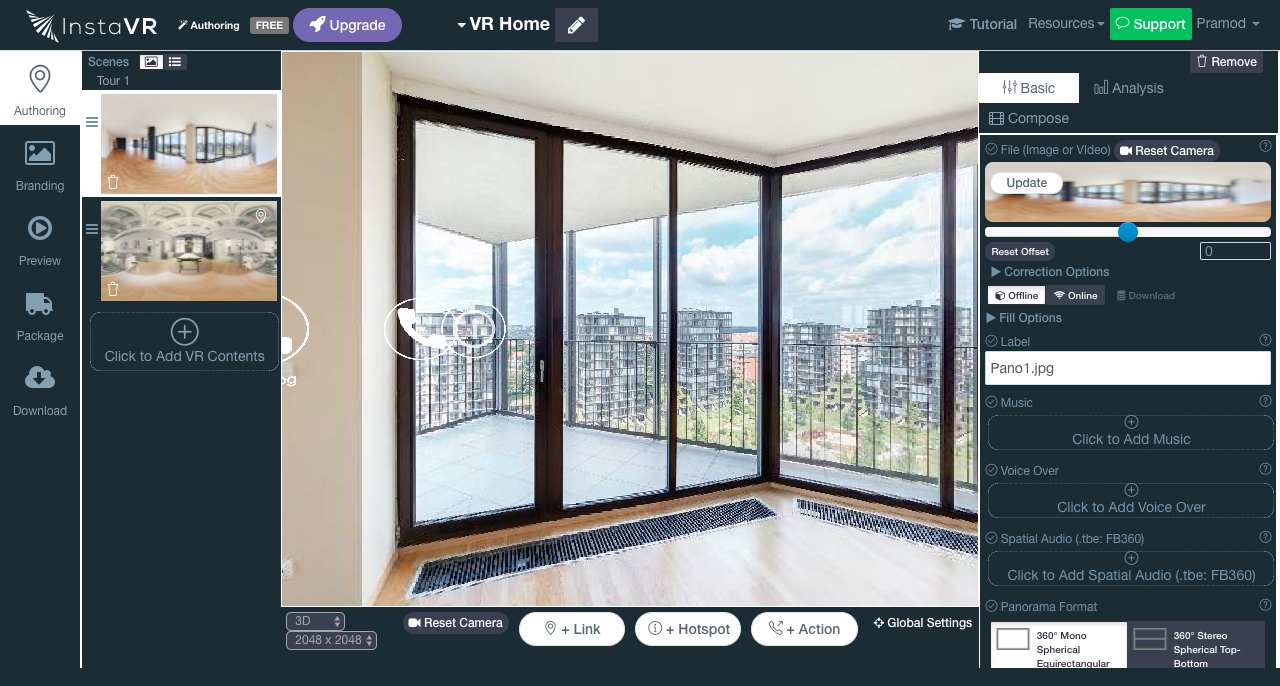 InstaVR
Authoring
FREE
Upgrade
VR Home
Tutorial
Resources
Support
Pramod
Authoring
Branding
Preview
Package
Download
Scenes
Tour 1
Click to Add VR Contents
og
3D
2048 x 2048
Reset Camera
+ Link
+ Hotspot
+ Action
Global Settings
Remove
Basic
Analysis
Compose
File (Image or VIdeo)
Reset Camera
Update
Reset Offset
0
Correction Options
Offline
Online
Download
Fill Options
Label
Pano1.jpg
Music
Click to Add Music
Voice Over
Click to Add Voice Over
Spatial Audio (.tbe: FB360)
Click to Add Spatial Audio (.tbe: FB360)
Panorama Format
360° Mono
Spherical
Equirectangular
360° Stereo
Spherical Top-
Bottom